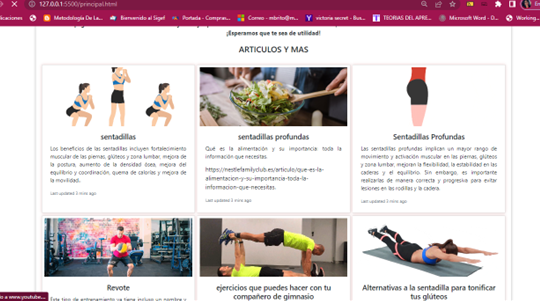 127.0.0.1:5500/principal.html
Metodología De La...
Bienvenido al Sigef
Portada - Compras...
Correo - mbrito@m...
victoria secret - Bus...
TEORIAS DEL APRE...
Microsoft Word - D...
Working...
¡Esperamos que te sea de utilidad!
ARTICULOS Y MAS
sentadillas
Los beneficios de las sentadillas incluyen fortalecimiento
muscular de las piernas, glúteos y zona lumbar, mejora de
la postura, aumento de la densidad ósea, mejora del
equilibrio y coordinación, quema de calorías y mejora de
la movilidad.
Last updated 3 mins ago
sentadillas profundas
Qué es la alimentación y su importancia toda la
información que necesitas.
https://nestlefamilyclub.es/articulo/que-es-la-
alimentacion-y-su-importancia-toda-la-
informacion-que-necesitas.
Last updated 3 mins ago
Sentadillas Profundas
Las sentadillas profundas implican un mayor rango de
movimiento y activación muscular en las piernas, glúteos
y zona lumbar, mejoran la flexibilidad, la estabilidad en las
caderas y el equilibrio. Sin embargo, es importante
realizarlas de manera correcta y progresiva para evitar
lesiones en las rodillas y la cadera.
Last updated 3 mins ago
Revote
Este tipo de entrenamiento ya tiene incluso un nombre y
ejercicios que puedes hacer con tu
compañero de gimnasio
Alternativas a la sentadilla para tonificar
tus glúteos
a www.youtube...